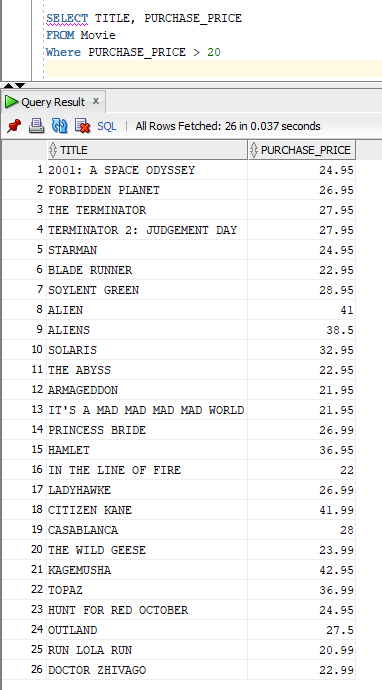 SELECT TITLE, PURCHASE_PRICE
FROM Movie
Where PURCHASE_PRICE > 20
Query Result x
SQL | All Rows Fetched: 26 in 0.037 seconds
TITLE PURCHASE_PRICE
1 2001: A SPACE ODYSSEY 24.95
2 FORBIDDEN PLANET 26.95
3 THE TERMINATOR 27.95
4 TERMINATOR 2: JUDGEMENT DAY 27.95
5 STARMAN 24.95
6 BLADE RUNNER 22.95
7 SOYLENT GREEN 28.95
8 ALIEN 41
9 ALIENS 38.5
10 SOLARIS 32.95
11 THE ABYSS 22.95
12 ARMAGEDDON 21.95
13 IT'S A MAD MAD MAD MAD WORLD 21.95
14 PRINCESS BRIDE 26.99
15 HAMLET 36.95
16 IN THE LINE OF FIRE 22
17 LADYHAWKE 26.99
18 CITIZEN KANE 41.99
19 CASABLANCA 28
20 THE WILD GEESE 23.99
21 KAGEMUSHA 42.95
22 TOPAZ 36.99
23 HUNT FOR RED OCTOBER 24.95
24 OUTLAND 27.5
25 RUN LOLA RUN 20.99
26 DOCTOR ZHIVAGO 22.99